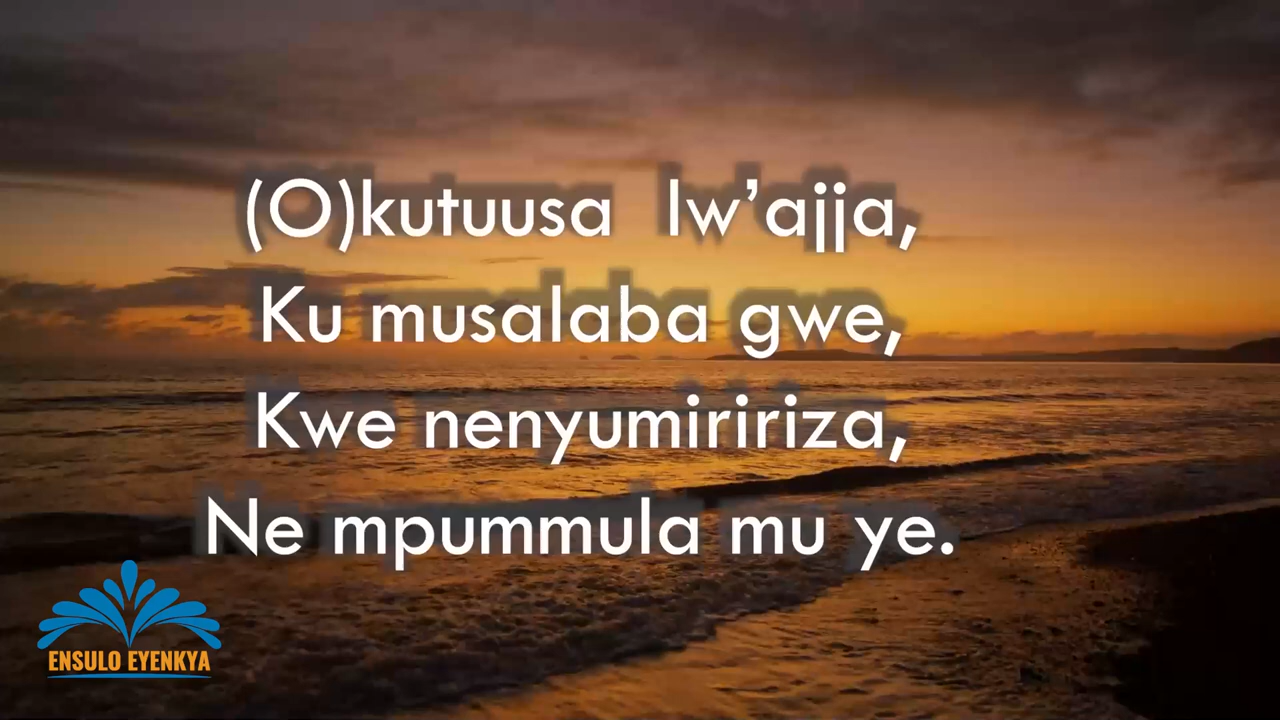 (O)kutuusa lw’ajja,
Ku musalaba gwe,
Kwe nenyumiririza,
Ne mpummula mu ye.
ENSULO EYENKYA